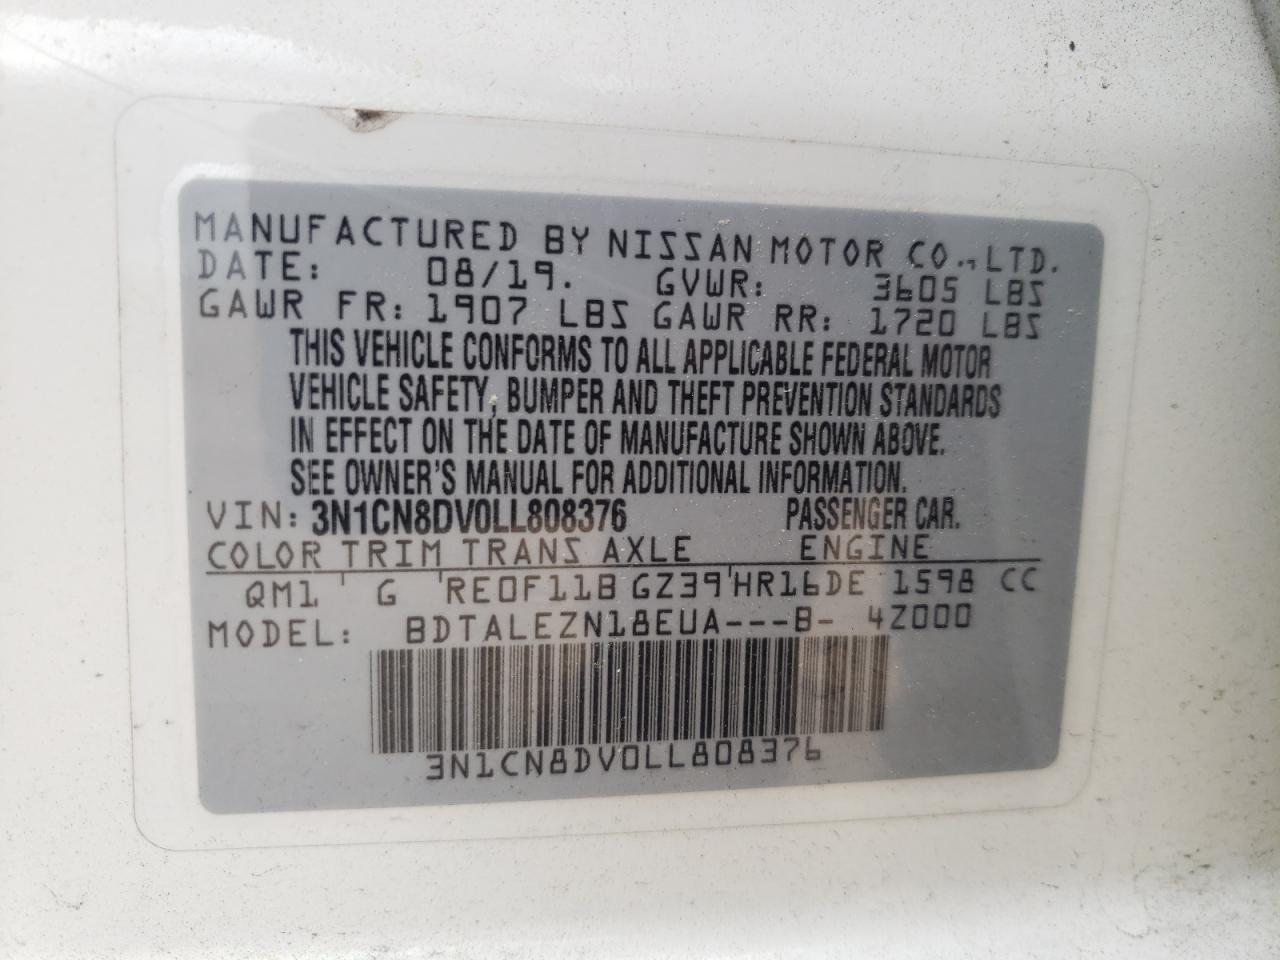 MANUFACTURED BY NISSAN MOTOR CO., LTD.
DATE: 08/19. GVWR: 3605 LBS
GAWR FR: 1907 LBS GAWR RR: 1720 LBS
THIS VEHICLE CONFORMS TO ALL APPLICABLE FEDERAL MOTOR
VEHICLE SAFETY, BUMPER AND THEFT PREVENTION STANDARDS
IN EFFECT ON THE DATE OF MANUFACTURE SHOWN ABOVE.
SEE OWNER'S MANUAL FOR ADDITIONAL INFORMATION.
VIN: 3N1CN8DV0LL808376 PASSENGER CAR.
COLOR TRIM TRANS AXLE ENGINE
QM1 ' G 'RE0F11B GZ39'HR16DE 1598 CC
MODEL: BDTALEZN18EUA---B- 4Z000
3N1CN8DV0LL808376